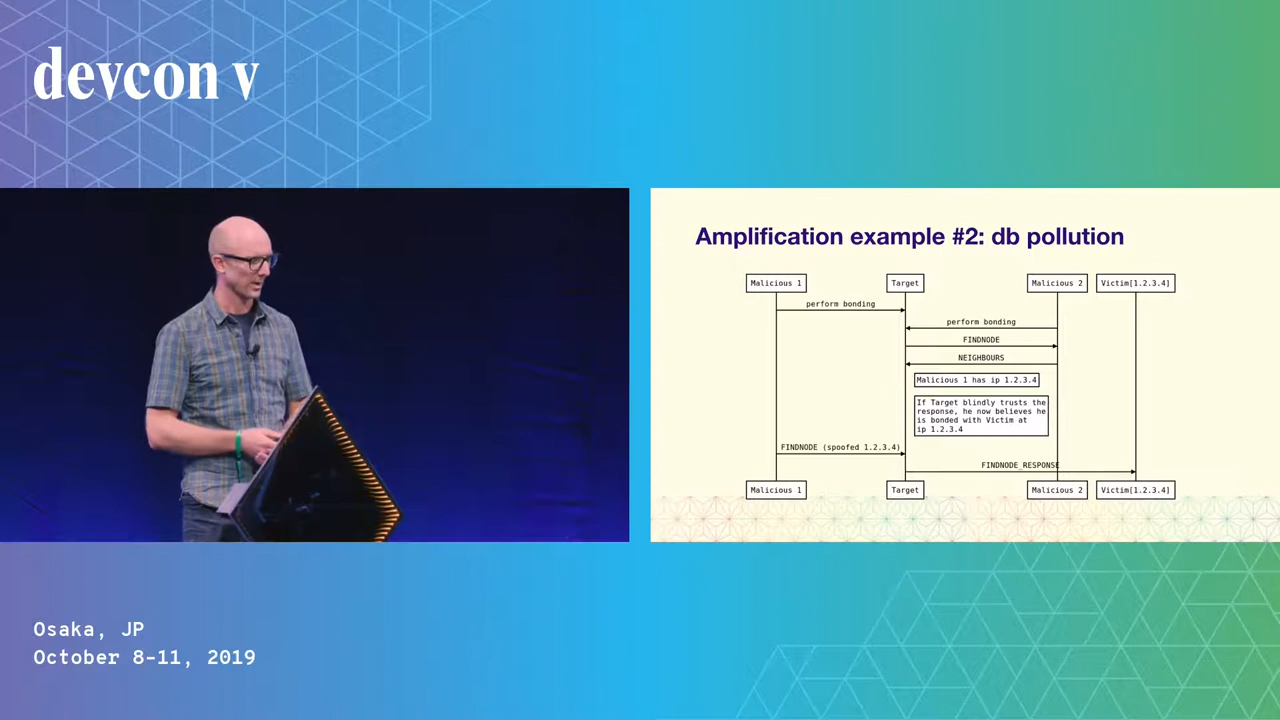 devcon v
Amplification example #2: db pollution
Malicious 1
Target
Malicious 2
Victim[1.2.3.4]
perform bonding
perform bonding
FINDNODE
NEIGHBOURS
Malicious 1 has ip 1.2.3.4
If Target blindly trusts the
response, he now believes he
is bonded with Victim at
ip 1.2.3.4
FINDNODE (spoofed 1.2.3.4)
FINDNODE_RESPONSE
Malicious 1
Target
Malicious 2
Victim[1.2.3.4]
Osaka, JP
October 8-11, 2019